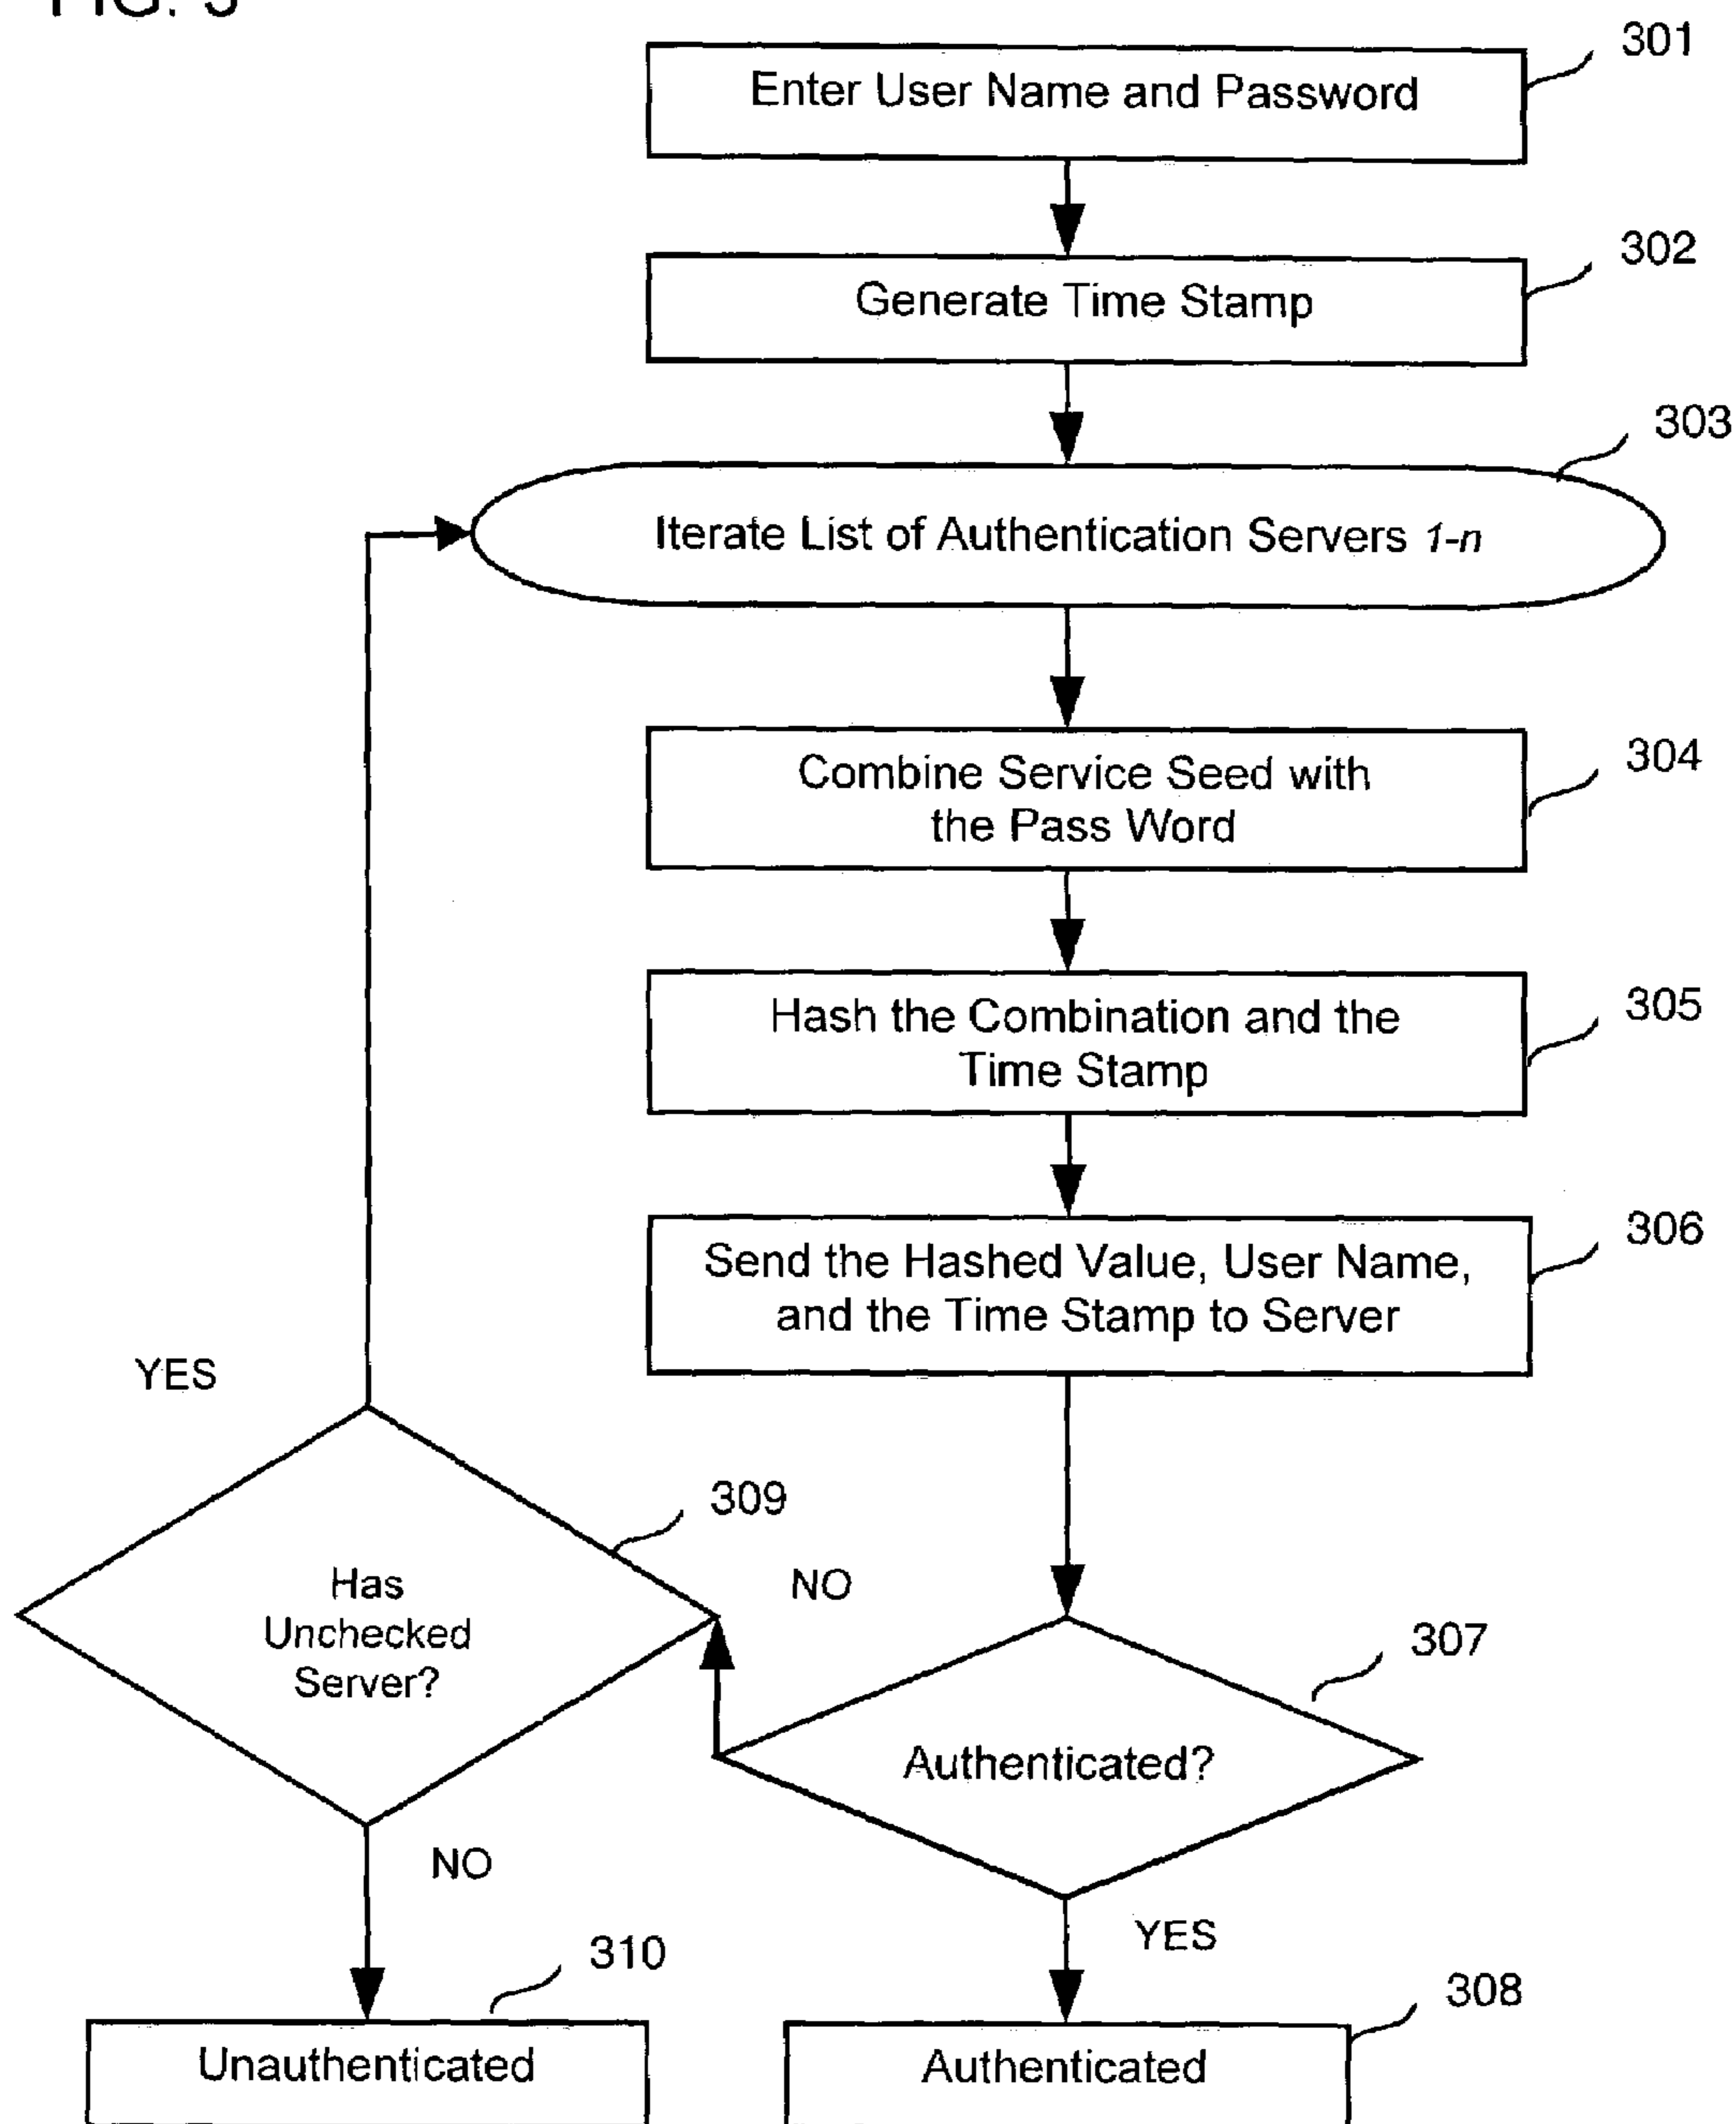 301
Enter User Name and Password
302
Generate Time Stamp
303
Iterate List of Authentication Servers 1-n
304
Combine Service Seed with
the Pass Word
305
Hash the Combination and the
Time Stamp
306
Send the Hashed Value, User Name,
and the Time Stamp to Server
YES
309
Has
Unchecked
Server?
NO
307
Authenticated?
NO
YES
310
Unauthenticated
308
Authenticated